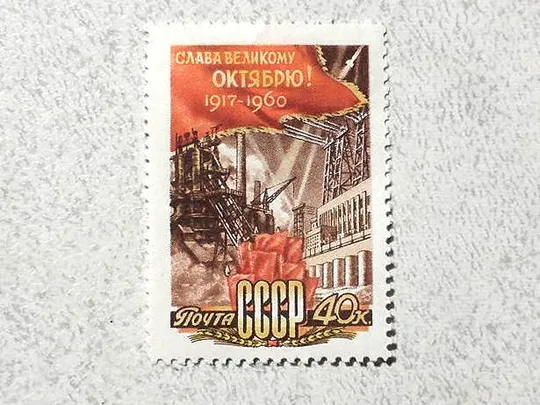 СЛАВА ВЕЛИКОМУ
ОКТЯБРЮ!
1917-1960
ПОЧТА СССР 40К